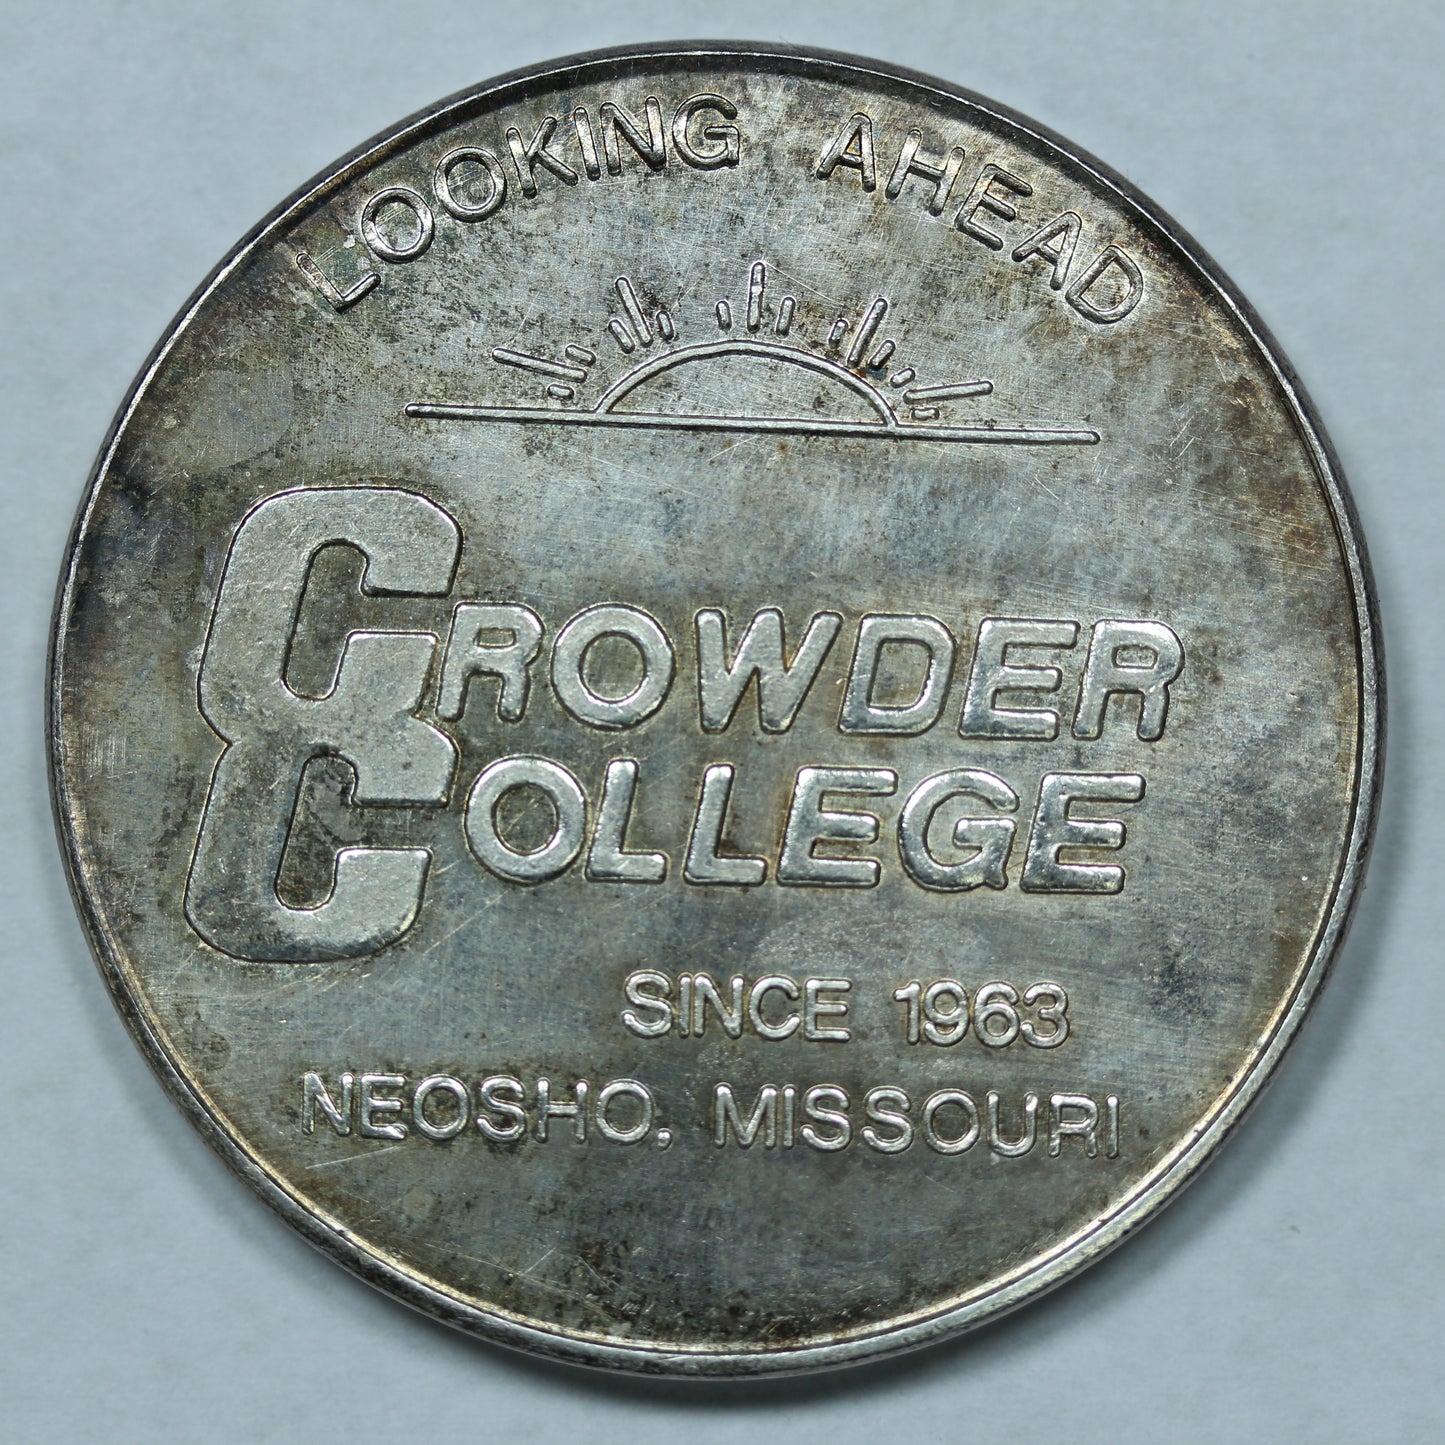 LOOKING AHEAD
CROWDER
COLLEGE
SINCE 1963
NEOSHO, MISSOURI